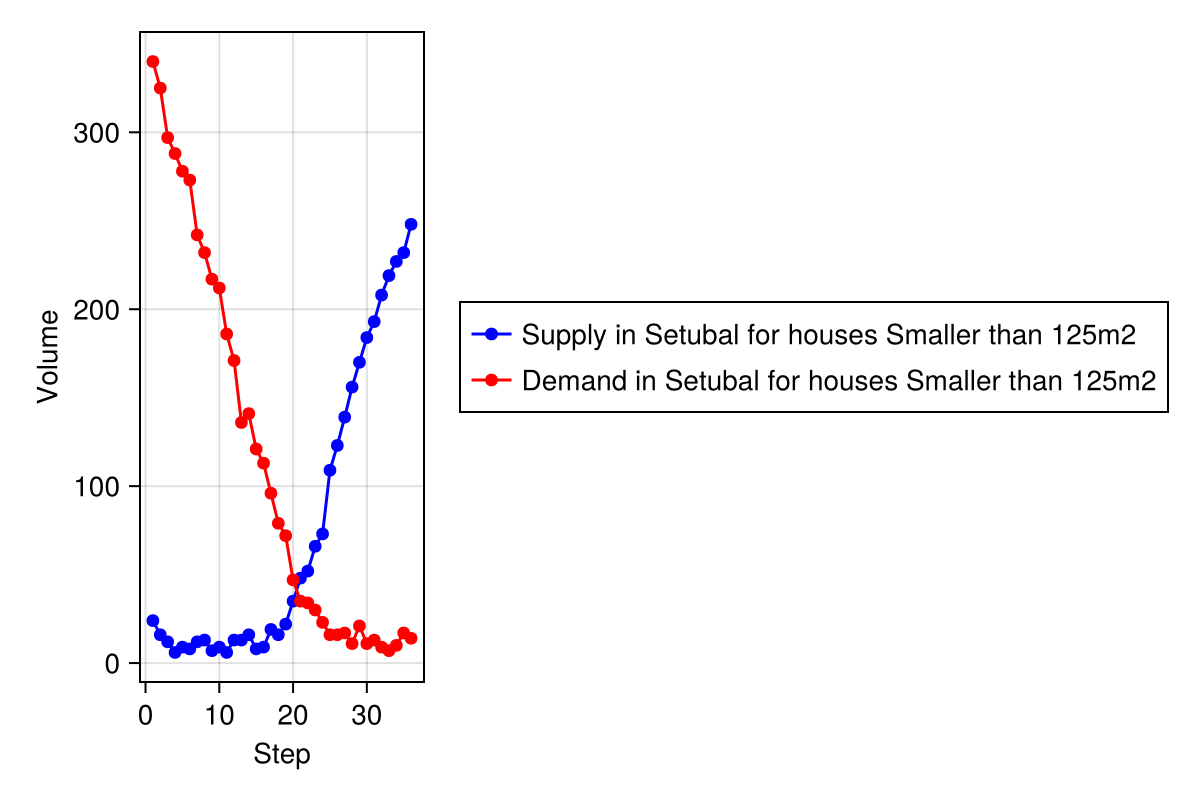 Volume
300
200
100
0
0 10 20 30
Step
Supply in Setubal for houses Smaller than 125m2
Demand in Setubal for houses Smaller than 125m2